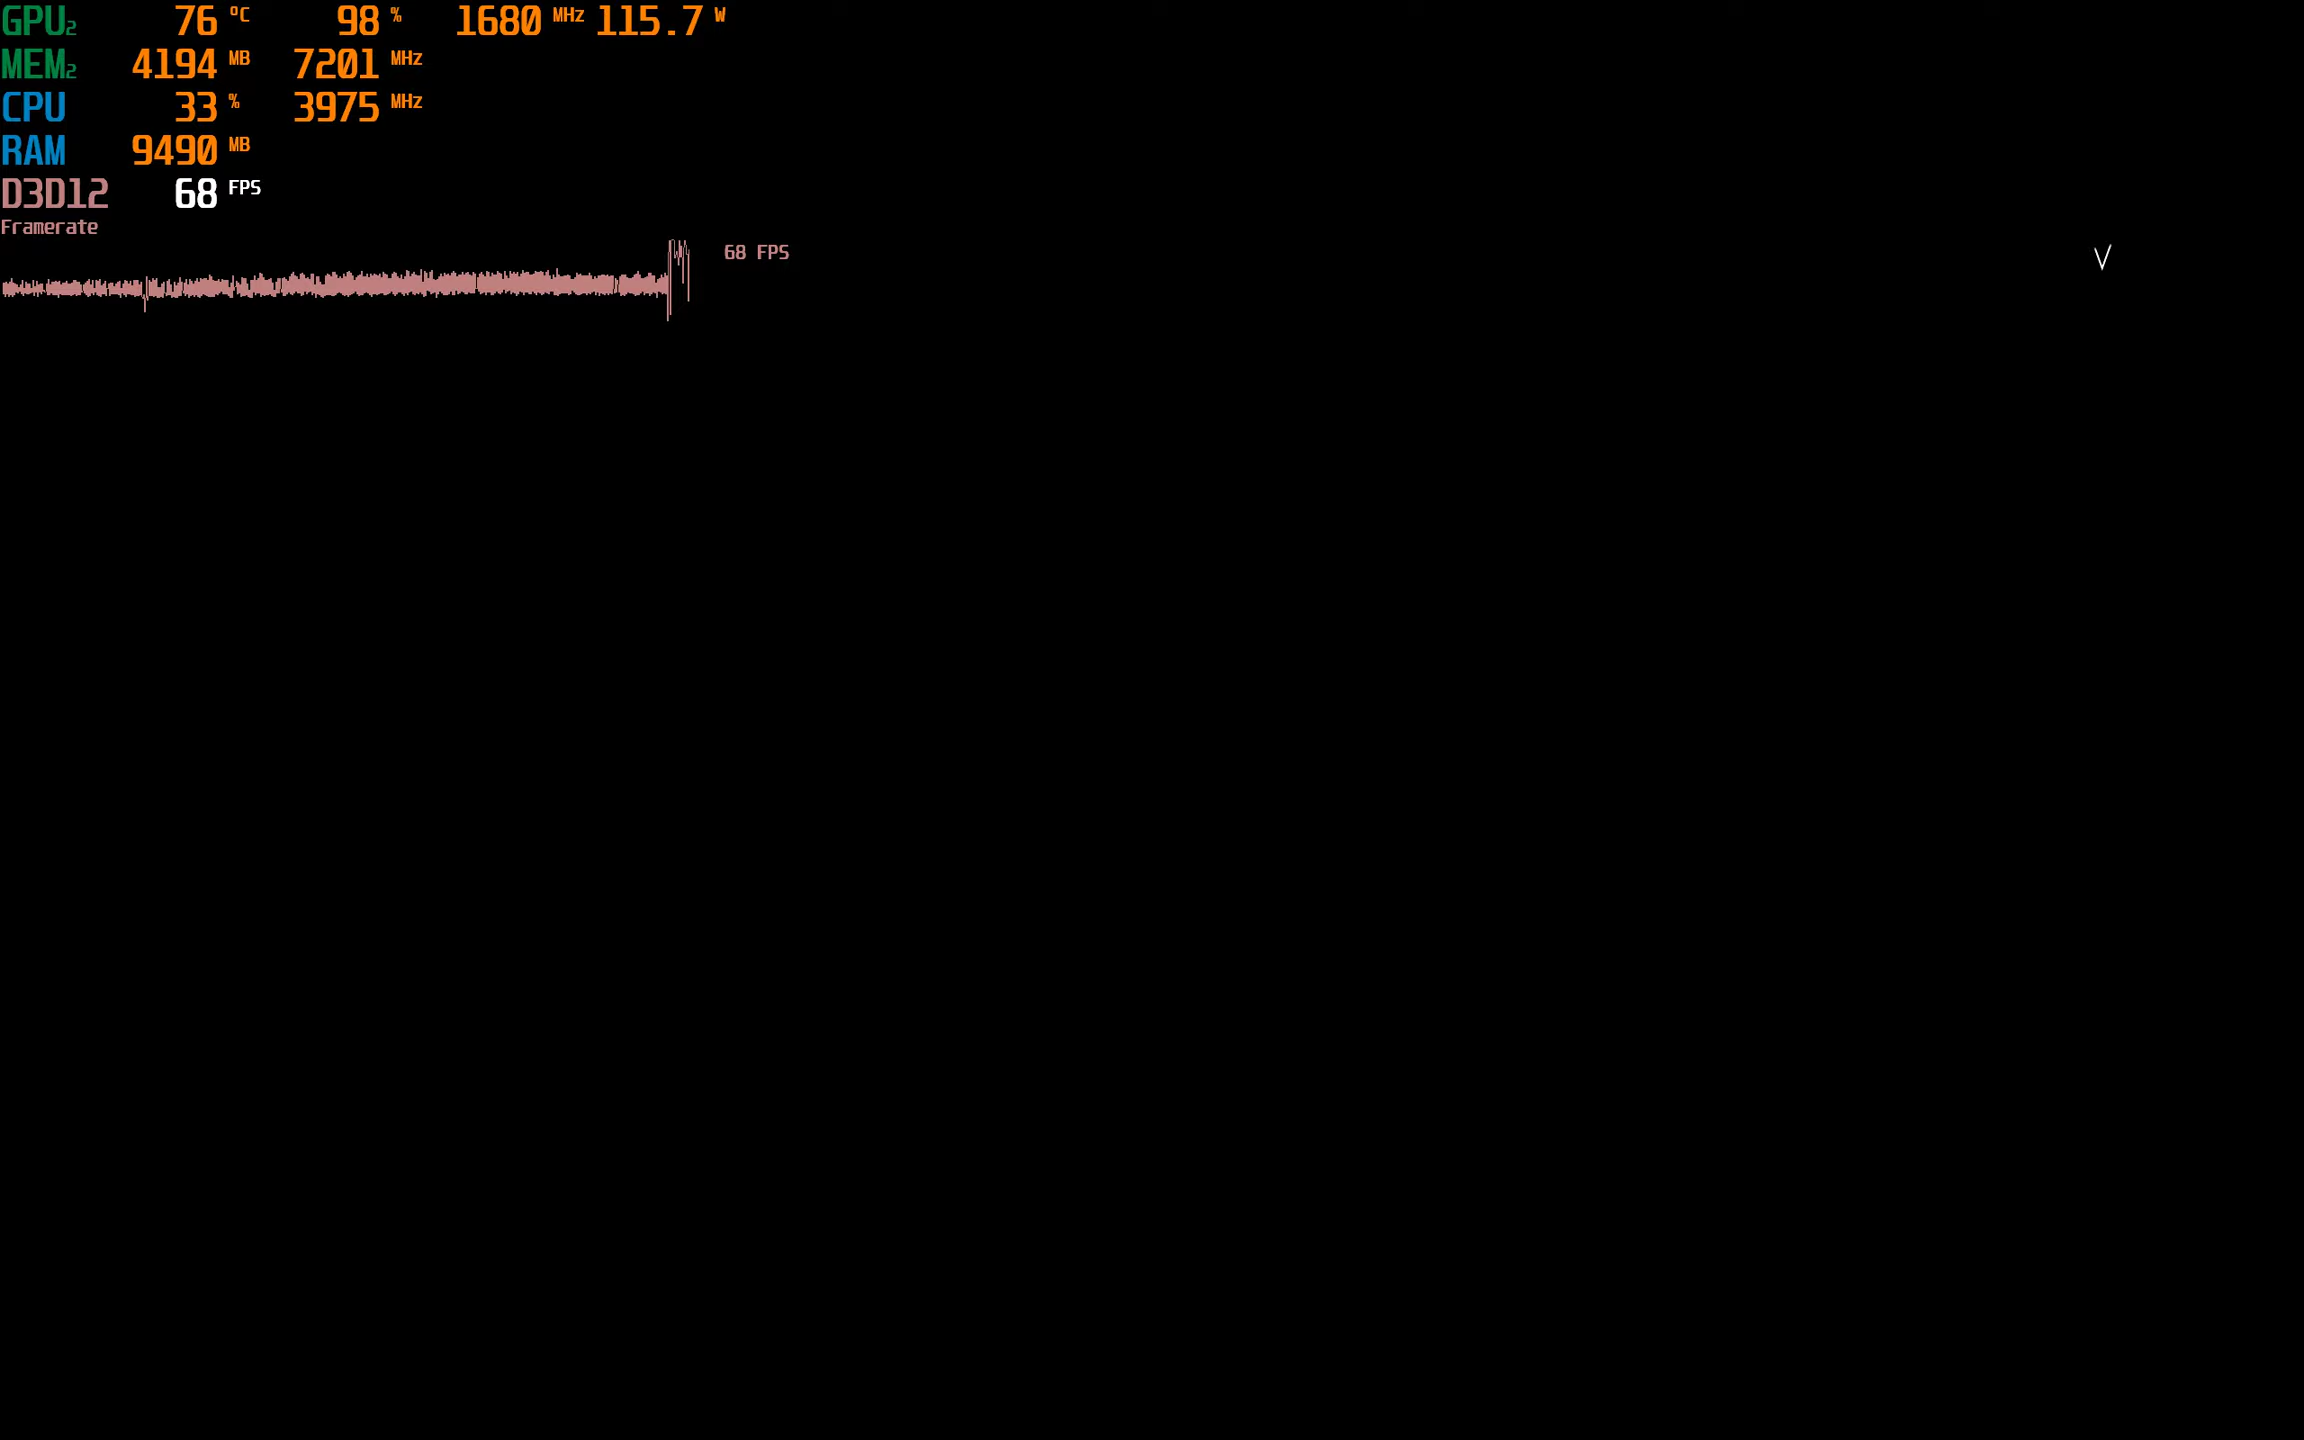 GPU2 76 °C 98 % 1680 MHz 115.7 W
MEM2 4194 MB 7201 MHz
CPU 33 % 3975 MHz
RAM 9490 MB
D3D12 68 FPS
Framerate
68 FPS
V